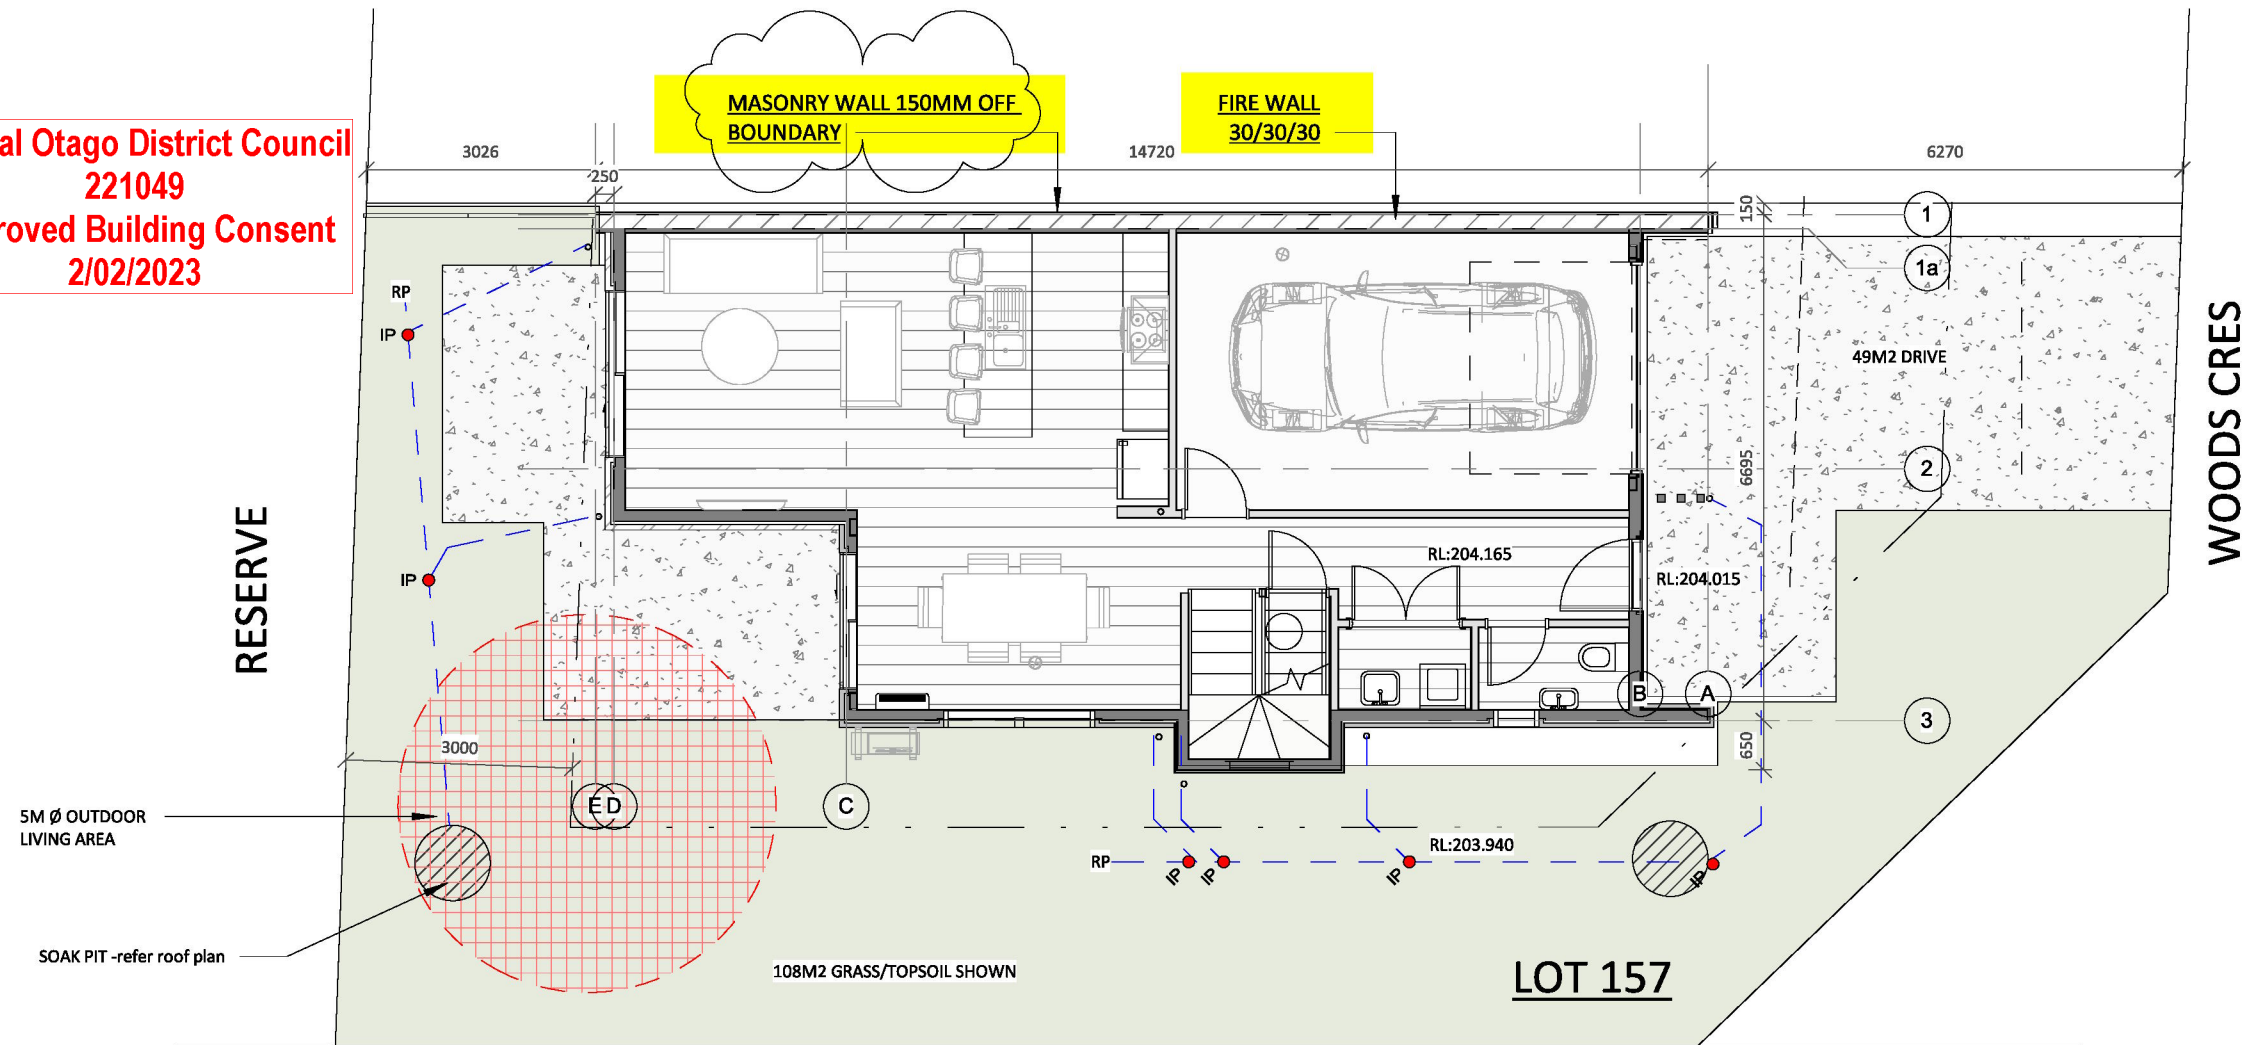 al Otago District Council
221049
roved Building Consent
2/02/2023
MASONRY WALL 150MM OFF
BOUNDARY
FIRE WALL
30/30/30
3026
250
14720
6270
150
1
1a
RP
IP
49M2 DRIVE
WOODS CRES
2
6695
RESERVE
RL:204.165
RL:204.015
IP
B
A
3
650
3000
E
D
C
5M Ø OUTDOOR
LIVING AREA
RL:203.940
RP
IP
IP
IP
IP
SOAK PIT -refer roof plan
108M2 GRASS/TOPSOIL SHOWN
LOT 157